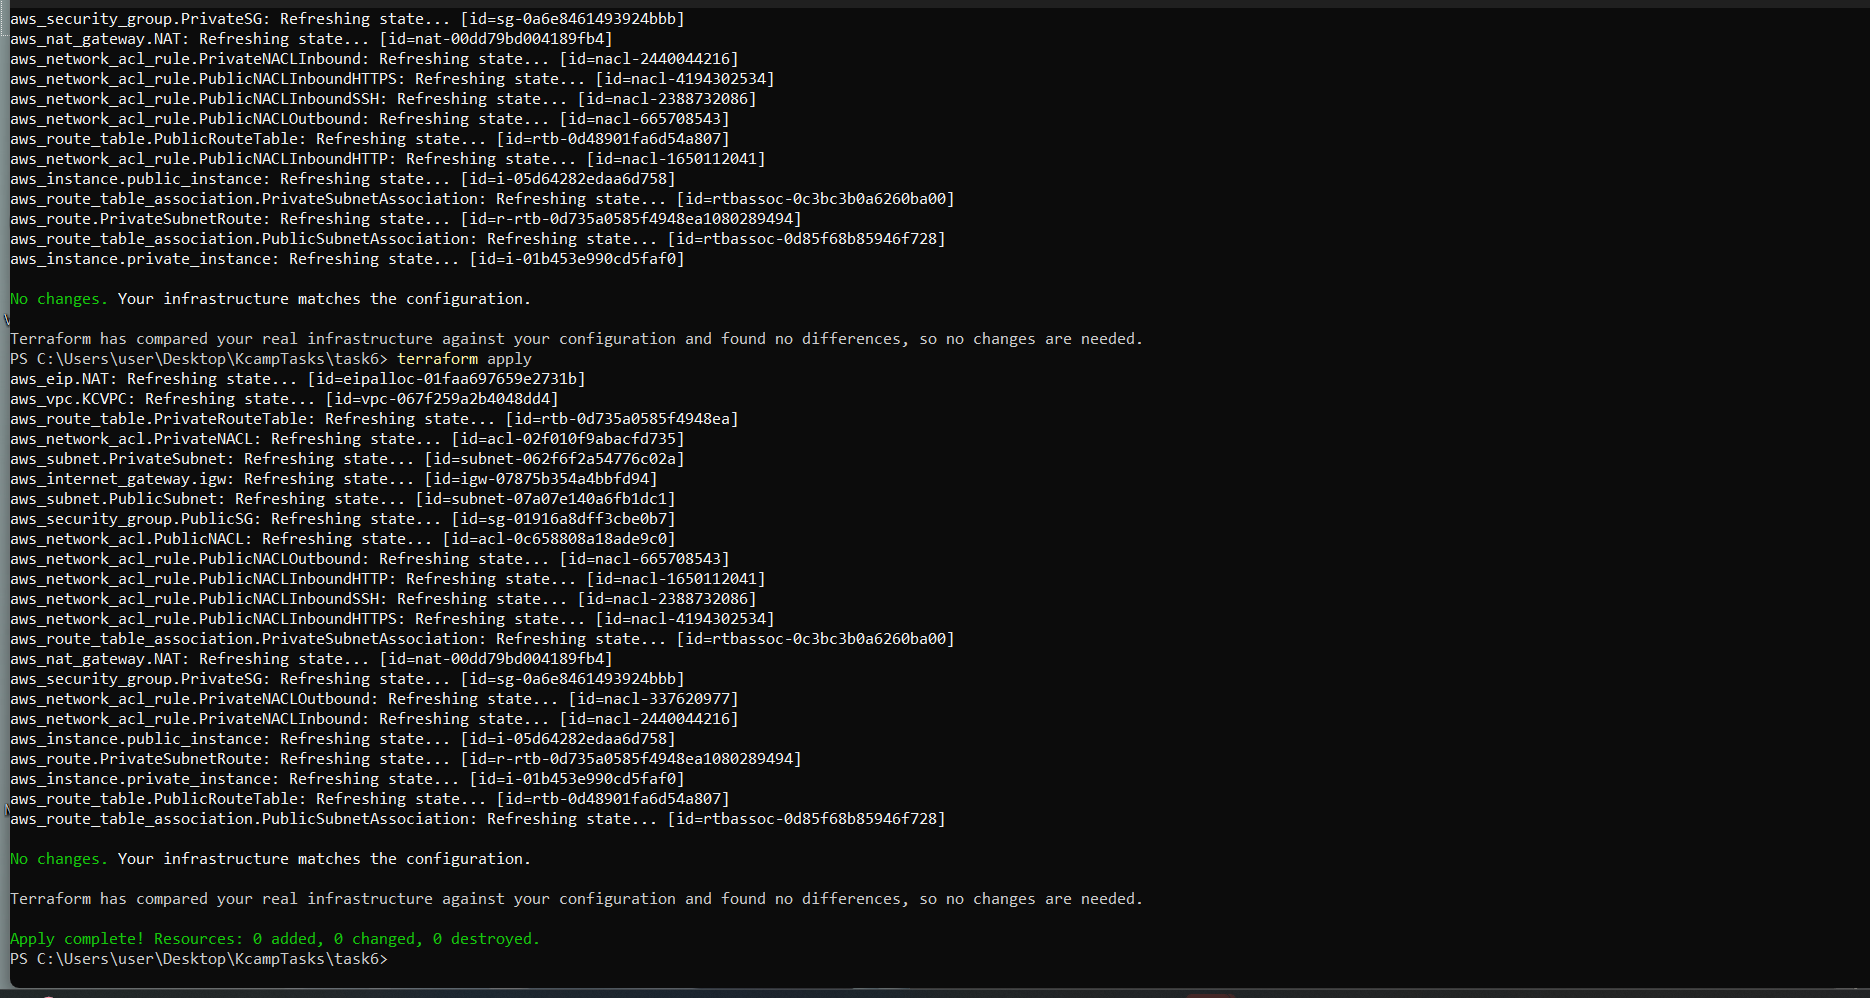 aws_security_group.PrivateSG: Refreshing state... [id=sg-0a6e8461493924bbb]
aws_nat_gateway.NAT: Refreshing state... [id=nat-00dd79bd004189fb4]
aws_network_acl_rule.PrivateNACLInbound: Refreshing state... [id=nacl-2440044216]
aws_network_acl_rule.PublicNACLInboundHTTPS: Refreshing state... [id=nacl-4194302534]
aws_network_acl_rule.PublicNACLInboundSSH: Refreshing state... [id=nacl-2388732086]
aws_network_acl_rule.PublicNACLOutbound: Refreshing state... [id=nacl-665708543]
aws_route_table.PublicRouteTable: Refreshing state... [id=rtb-0d48901fa6d54a807]
aws_network_acl_rule.PublicNACLInboundHTTP: Refreshing state... [id=nacl-1650112041]
aws_instance.public_instance: Refreshing state... [id=i-05d64282edaa6d758]
aws_route_table_association.PrivateSubnetAssociation: Refreshing state... [id=rtbassoc-0c3bc3b0a6260ba00]
aws_route.PrivateSubnetRoute: Refreshing state... [id=r-rtb-0d735a0585f4948ea1080289494]
aws_route_table_association.PublicSubnetAssociation: Refreshing state... [id=rtbassoc-0d85f68b85946f728]
aws_instance.private_instance: Refreshing state... [id=i-01b453e990cd5faf0]
No changes. Your infrastructure matches the configuration.
Terraform has compared your real infrastructure against your configuration and found no differences, so no changes are needed.
PS C:\Users\user\Desktop\KcampTasks\task6> terraform apply
aws_eip.NAT: Refreshing state... [id=eipalloc-01faa697659e2731b]
aws_vpc.KCVPC: Refreshing state... [id=vpc-067f259a2b4048dd4]
aws_route_table.PrivateRouteTable: Refreshing state... [id=rtb-0d735a0585f4948ea]
aws_network_acl.PrivateNACL: Refreshing state... [id=acl-02f010f9abacfd735]
aws_subnet.PrivateSubnet: Refreshing state... [id=subnet-062f6f2a54776c02a]
aws_internet_gateway.igw: Refreshing state... [id=igw-07875b354a4bbfd94]
aws_subnet.PublicSubnet: Refreshing state... [id=subnet-07a07e140a6fb1dc1]
aws_security_group.PublicSG: Refreshing state... [id=sg-01916a8dff3cbe0b7]
aws_network_acl.PublicNACL: Refreshing state... [id=acl-0c658808a18ade9c0]
aws_network_acl_rule.PublicNACLOutbound: Refreshing state... [id=nacl-665708543]
aws_network_acl_rule.PublicNACLInboundHTTP: Refreshing state... [id=nacl-1650112041]
aws_network_acl_rule.PublicNACLInboundSSH: Refreshing state... [id=nacl-2388732086]
aws_network_acl_rule.PublicNACLInboundHTTPS: Refreshing state... [id=nacl-4194302534]
aws_route_table_association.PrivateSubnetAssociation: Refreshing state... [id=rtbassoc-0c3bc3b0a6260ba00]
aws_nat_gateway.NAT: Refreshing state... [id=nat-00dd79bd004189fb4]
aws_security_group.PrivateSG: Refreshing state... [id=sg-0a6e8461493924bbb]
aws_network_acl_rule.PrivateNACLOutbound: Refreshing state... [id=nacl-337620977]
aws_network_acl_rule.PrivateNACLInbound: Refreshing state... [id=nacl-2440044216]
aws_instance.public_instance: Refreshing state... [id=i-05d64282edaa6d758]
aws_route.PrivateSubnetRoute: Refreshing state... [id=r-rtb-0d735a0585f4948ea1080289494]
aws_instance.private_instance: Refreshing state... [id=i-01b453e990cd5faf0]
aws_route_table.PublicRouteTable: Refreshing state... [id=rtb-0d48901fa6d54a807]
aws_route_table_association.PublicSubnetAssociation: Refreshing state... [id=rtbassoc-0d85f68b85946f728]
No changes. Your infrastructure matches the configuration.
Terraform has compared your real infrastructure against your configuration and found no differences, so no changes are needed.
Apply complete! Resources: 0 added, 0 changed, 0 destroyed.
PS C:\Users\user\Desktop\KcampTasks\task6>